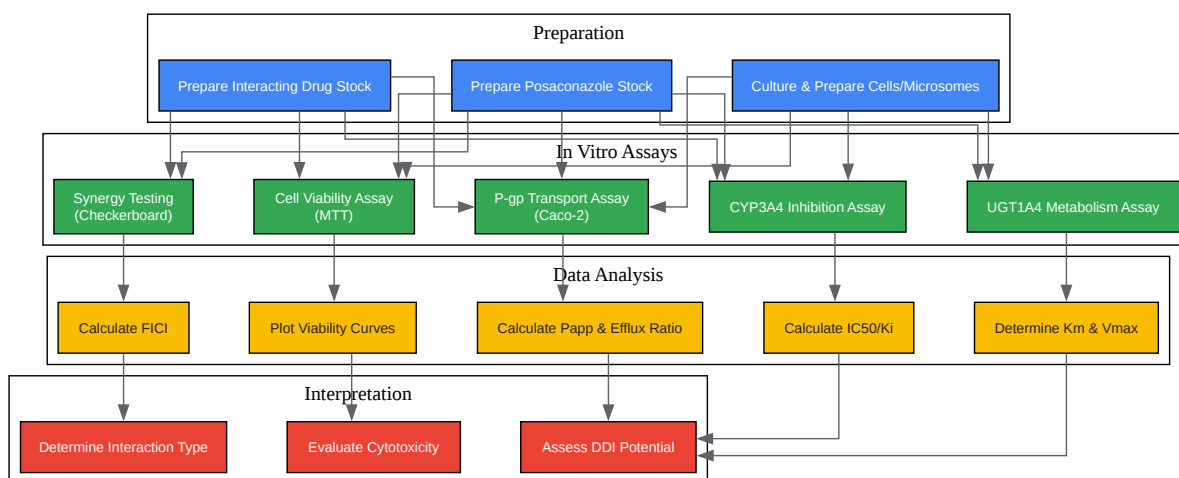 Preparation
Prepare Interacting Drug Stock
Prepare Posaconazole Stock
Culture & Prepare Cells/Microsomes
In Vitro Assays
Synergy Testing
(Checkerboard)
Cell Viability Assay
(MTT)
P-gp Transport Assay
(Caco-2)
CYP3A4 Inhibition Assay
UGT1A4 Metabolism Assay
Data Analysis
Calculate FICI
Plot Viability Curves
Calculate Papp & Efflux Ratio
Calculate IC50/Ki
Determine Km & Vmax
Interpretation
Determine Interaction Type
Evaluate Cytotoxicity
Assess DDI Potential